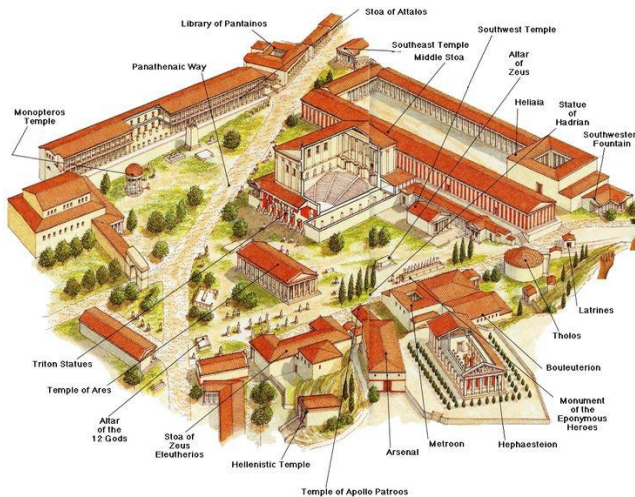 Stoa of Attalos
Library of Pantainos
Southwest Temple
Southeast Temple
Middle Stoa
Altar
of
Zeus
Panathenaic Way
Heliaia
Statue
of
Hadrian
Monopteros
Temple
Southwester
Fountain
Latrines
Tholos
Triton Statues
Bouleuterion
Temple of Ares
Monument
of the
Eponymous
Heroes
Altar
of the
12 Gods
Stoa of
Zeus
Eleutherios
Metroon
Hephaesteion
Arsenal
Hellenistic Temple
Temple of Apollo Patroos